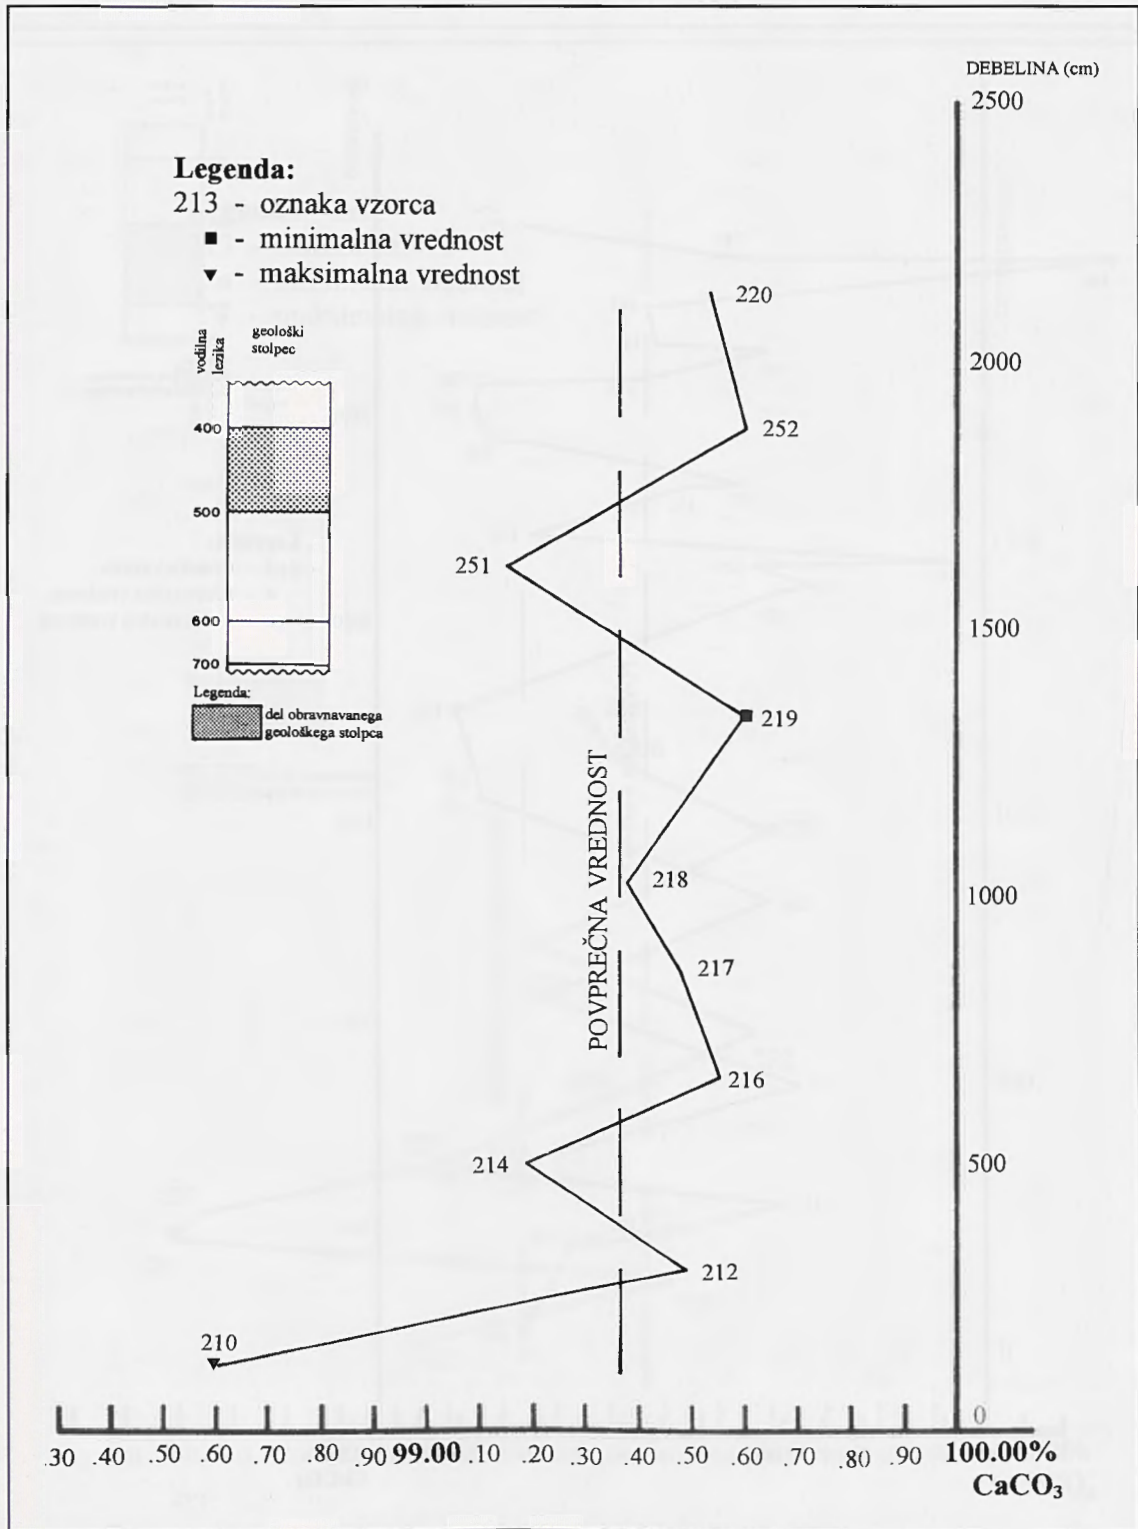 DEBELINA (cm)
2500
Legenda:
213 - oznaka vzorca
■ - minimalna vrednost
▼ - maksimalna vrednost
220
vodilna
lezika
geološki
stolpec
2000
400
252
500
251
600
1500
700
Legenda:
del obravnavanega
geološkega stolpca
219
POVPREČNA VREDNOST
218
1000
217
216
214
500
212
210
0
.30 .40 .50 .60 .70 .80 .90 99.00 .10 .20 .30 .40 .50 .60 .70 .80 .90 100.00%
CaCO₃